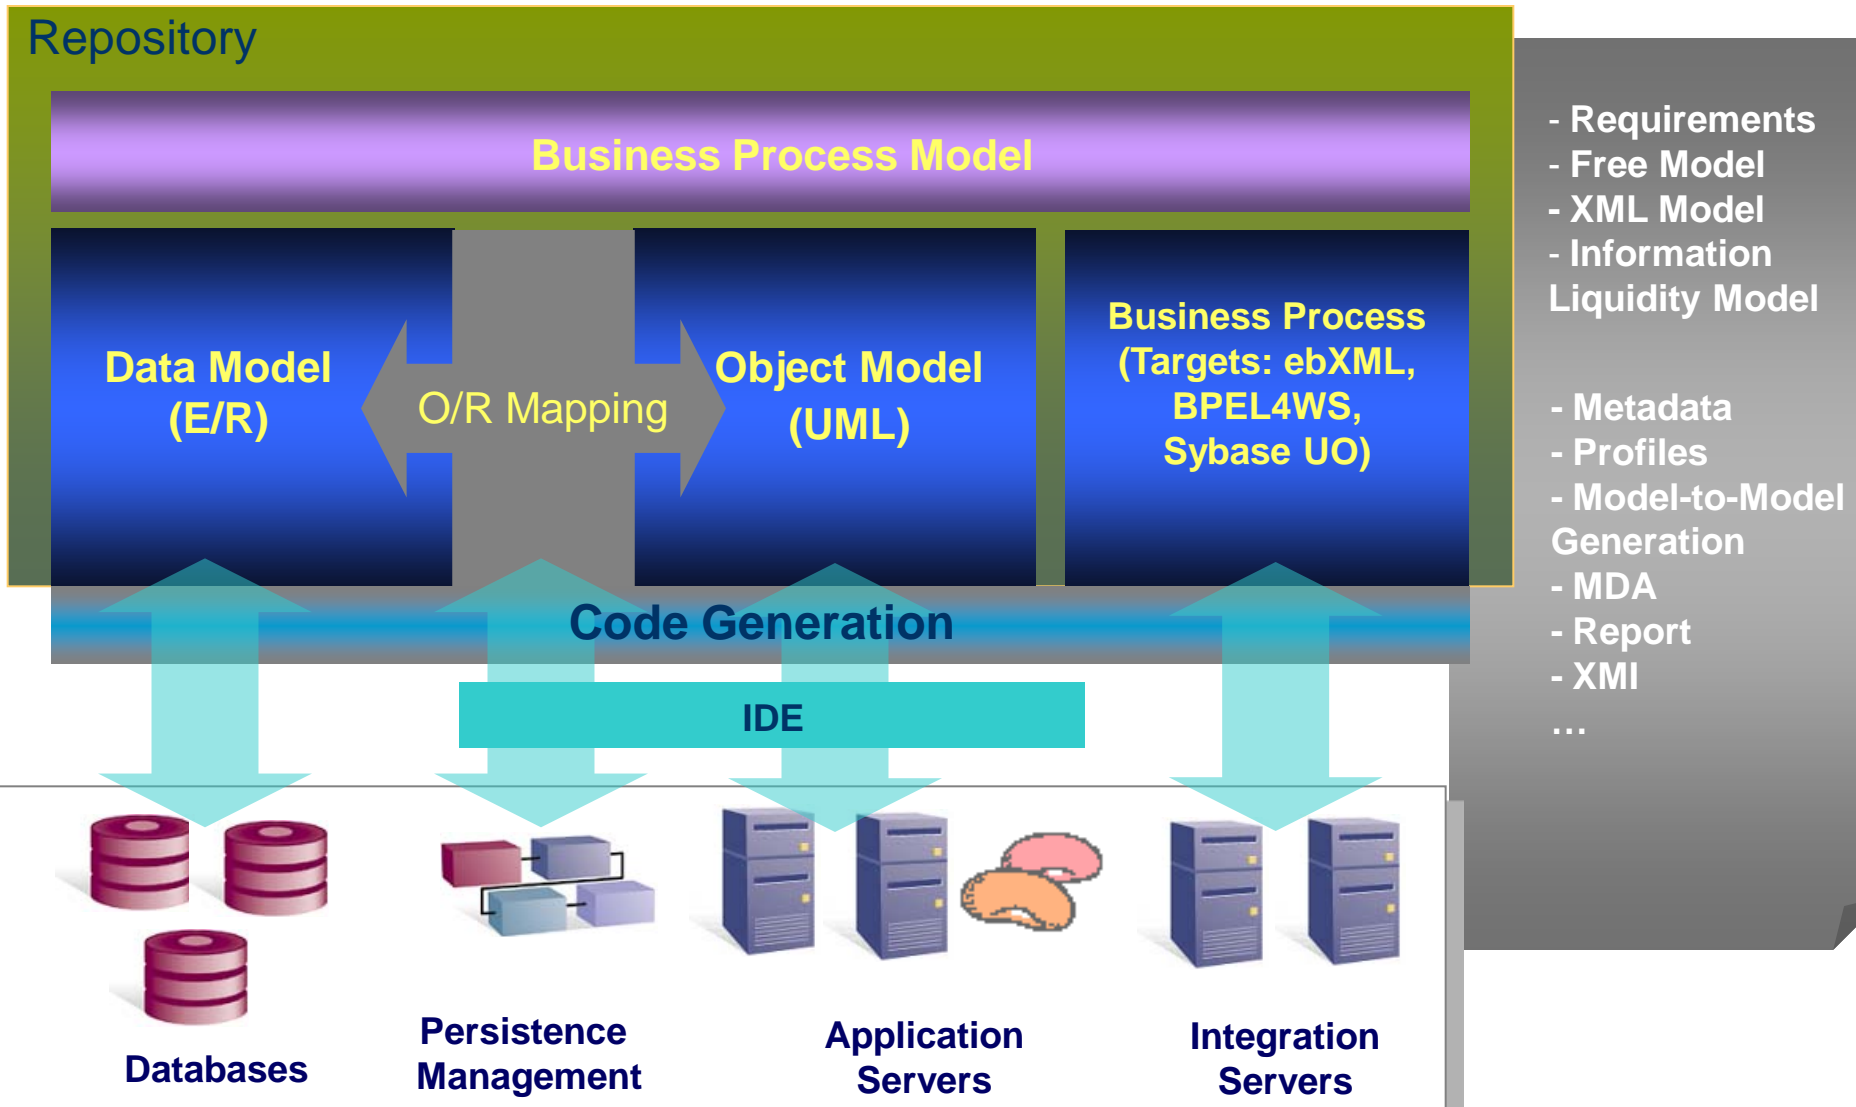 Repository
Business Process Model
Data Model
(E/R)
O/R Mapping
Object Model
(UML)
Business Process
(Targets: ebXML,
BPEL4WS,
Sybase UO)
Code Generation
IDE
Databases
Persistence
Management
Application
Servers
Integration
Servers
- Requirements
- Free Model
- XML Model
- Information
Liquidity Model
- Metadata
- Profiles
- Model-to-Model
Generation
- MDA
- Report
- XMI
…